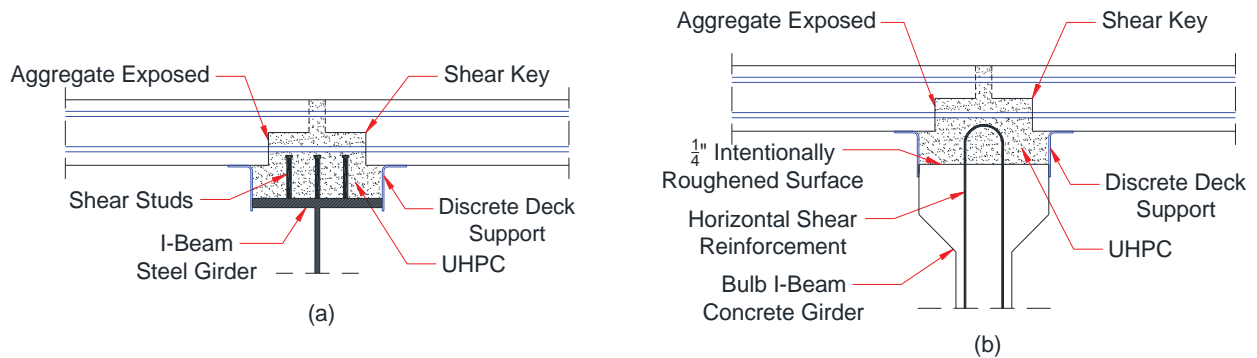 Aggregate Exposed
Shear Key
Shear Studs
I-Beam
Steel Girder
Discrete Deck
Support
UHPC
(a)
Aggregate Exposed
Shear Key
1/4" Intentionally
Roughened Surface
Horizontal Shear
Reinforcement
Bulb I-Beam
Concrete Girder
Discrete Deck
Support
UHPC
(b)